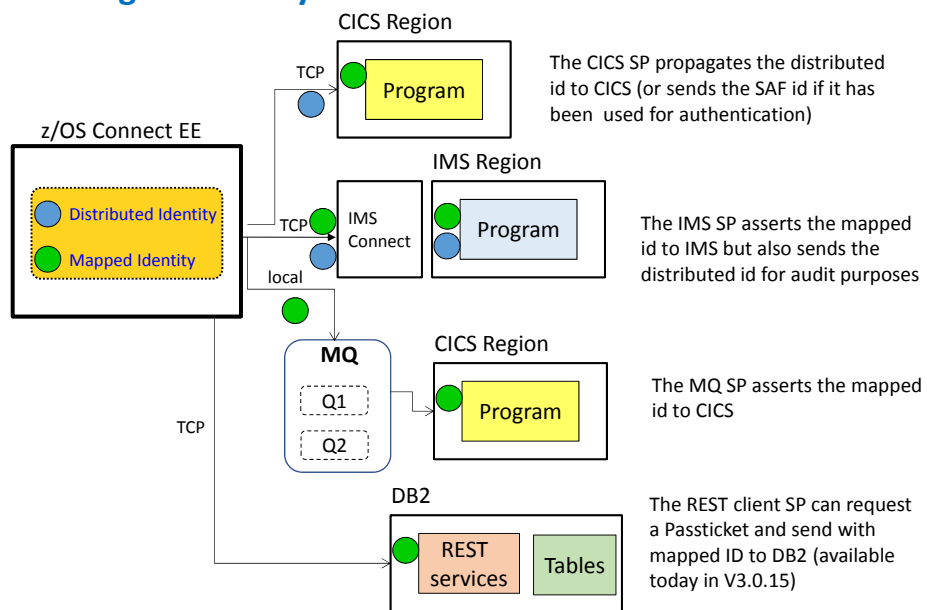 CICS Region
TCP
Program
The CICS SP propagates the distributed
id to CICS (or sends the SAF id if it has
been used for authentication)
z/OS Connect EE
Distributed Identity
Mapped Identity
IMS Region
TCP
IMS
Connect
Program
The IMS SP asserts the mapped
id to IMS but also sends the
distributed id for audit purposes
local
MQ
Q1
Q2
CICS Region
Program
The MQ SP asserts the mapped
id to CICS
TCP
DB2
REST
services
Tables
The REST client SP can request
a Passticket and send with
mapped ID to DB2 (available
today in V3.0.15)